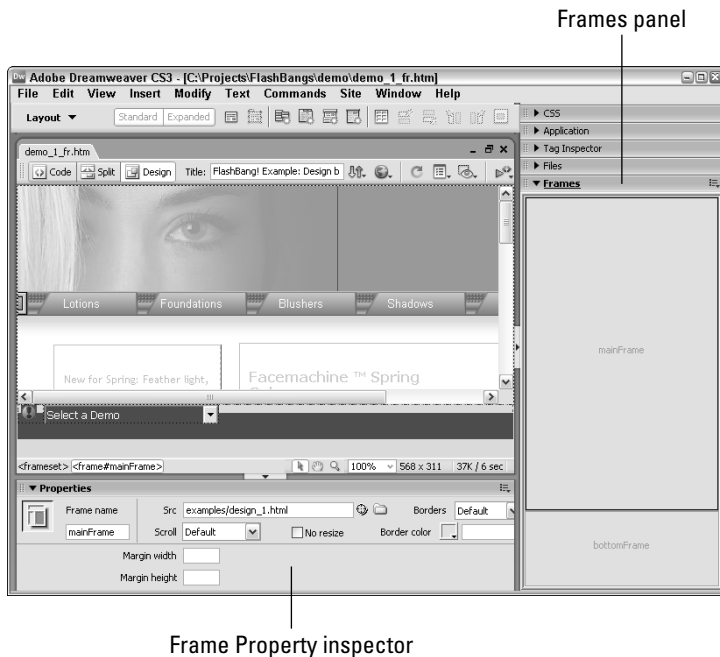 Frames panel
Dw Adobe Dreamweaver CS3 - [C:\Projects\FlashBangs\demo\demo_1_fr.htm]
File Edit View Insert Modify Text Commands Site Window Help
Layout Standard Expanded
CSS
Application
Tag Inspector
Files
Frames
demo_1_fr.htm
Code Split Design Title: FlashBang! Example: Design b
Lotions Foundations Blushers Shadows
New for Spring: Feather light,
Facemachine ™ Spring
Select a Demo
<frameset> <frame#mainFrame> 100% 568 x 311 37K / 6 sec
mainFrame
bottomFrame
Properties
Frame name Src examples/design_1.html Borders Default
mainFrame Scroll Default No resize Border color
Margin width
Margin height
Frame Property inspector